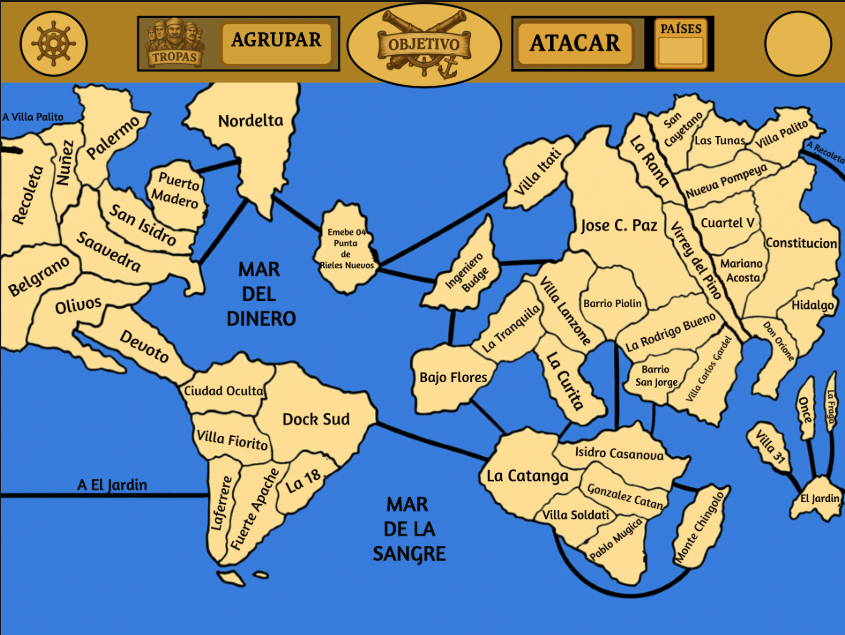 TROPAS
AGRUPAR
OBJETIVO
ATACAR
PAÍSES
A Villa Palito
Palermo
Nordelta
Recoleta
Nuñez
Puerto
Madero
San Isidro
Saavedra
Belgrano
Olivos
Devoto
MAR
DEL
DINERO
Emebe 04
Punta
de
Rieles Nuevos
Villa Itati
Ingeniero
Budge
Jose C. Paz
La Rana
San
Cayetano
Las Tunas
Villa Palito
A Recoleta
Nueva Pompeya
Cuartel V
Constitucion
Mariano
Acosta
Virrey del Pino
Hidalgo
Don Orione
Villa Lanzone
Barrio Piolin
La Tranquila
La Rodrigo Bueno
Barrio
San Jorge
Villa Carlos Gardel
Bajo Flores
La Curita
Ciudad Oculta
Dock Sud
Villa Fiorito
La 18
Laferrere
Fuerte Apache
A El Jardin
MAR
DE LA
SANGRE
La Catanga
Isidro Casanova
Gonzalez Catan
Villa Soldati
Pablo Mugica
Monte Chingolo
Villa 31
Once
La Fraga
El Jardin